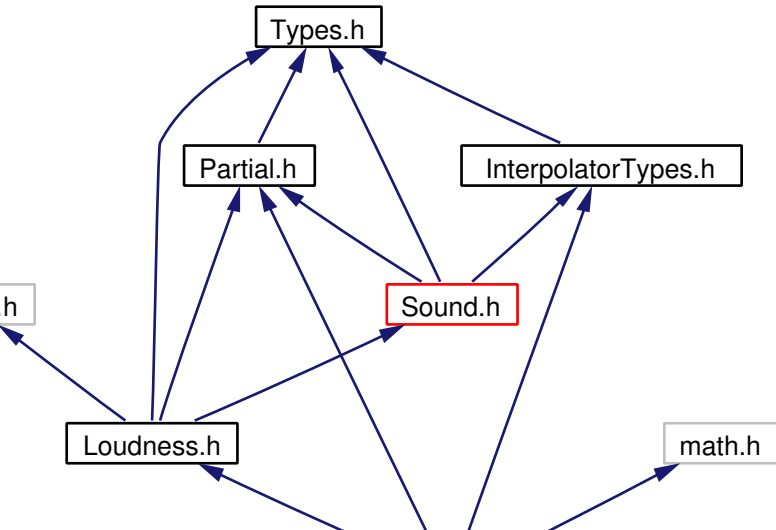 Types.h
Partial.h
InterpolatorTypes.h
.h
Sound.h
Loudness.h
math.h